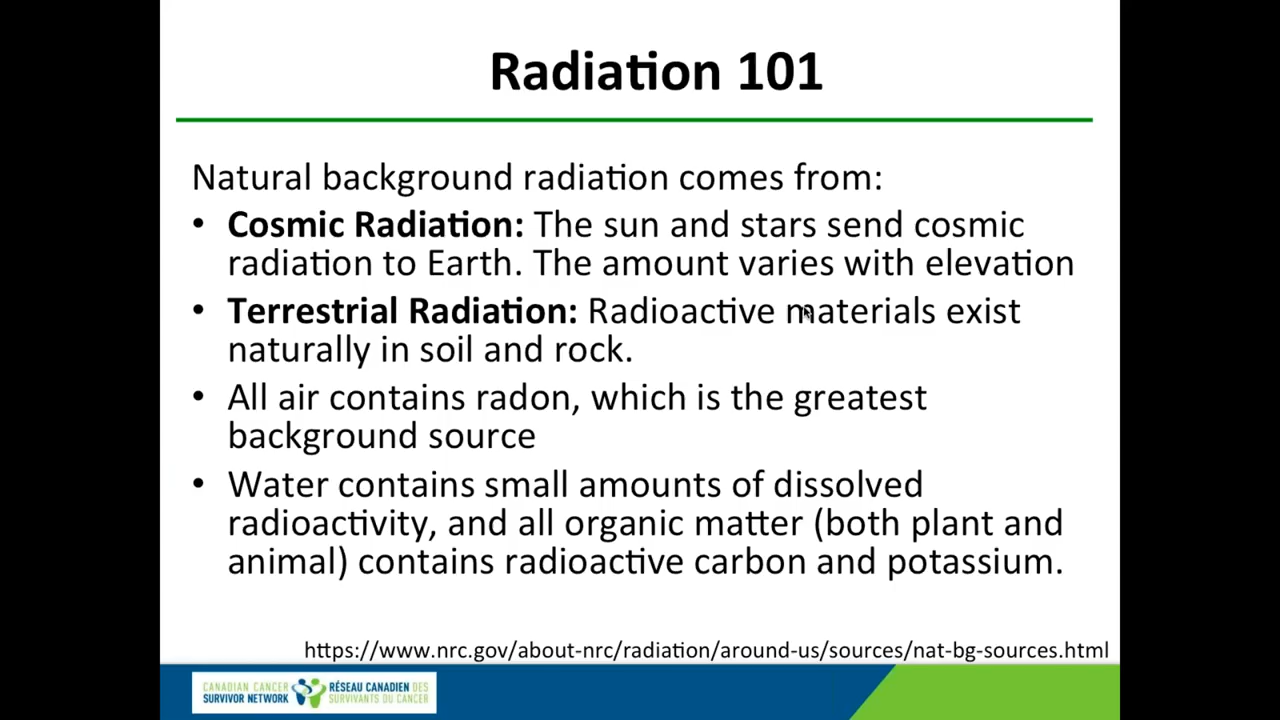 Radiation 101
Natural background radiation comes from:
• Cosmic Radiation: The sun and stars send cosmic
radiation to Earth. The amount varies with elevation
• Terrestrial Radiation: Radioactive materials exist
naturally in soil and rock.
• All air contains radon, which is the greatest
background source
• Water contains small amounts of dissolved
radioactivity, and all organic matter (both plant and
animal) contains radioactive carbon and potassium.
https://www.nrc.gov/about-nrc/radiation/around-us/sources/nat-bg-sources.html
CANADIAN CANCER
SURVIVOR NETWORK
RÉSEAU CANADIEN DES
SURVIVANTS DU CANCER